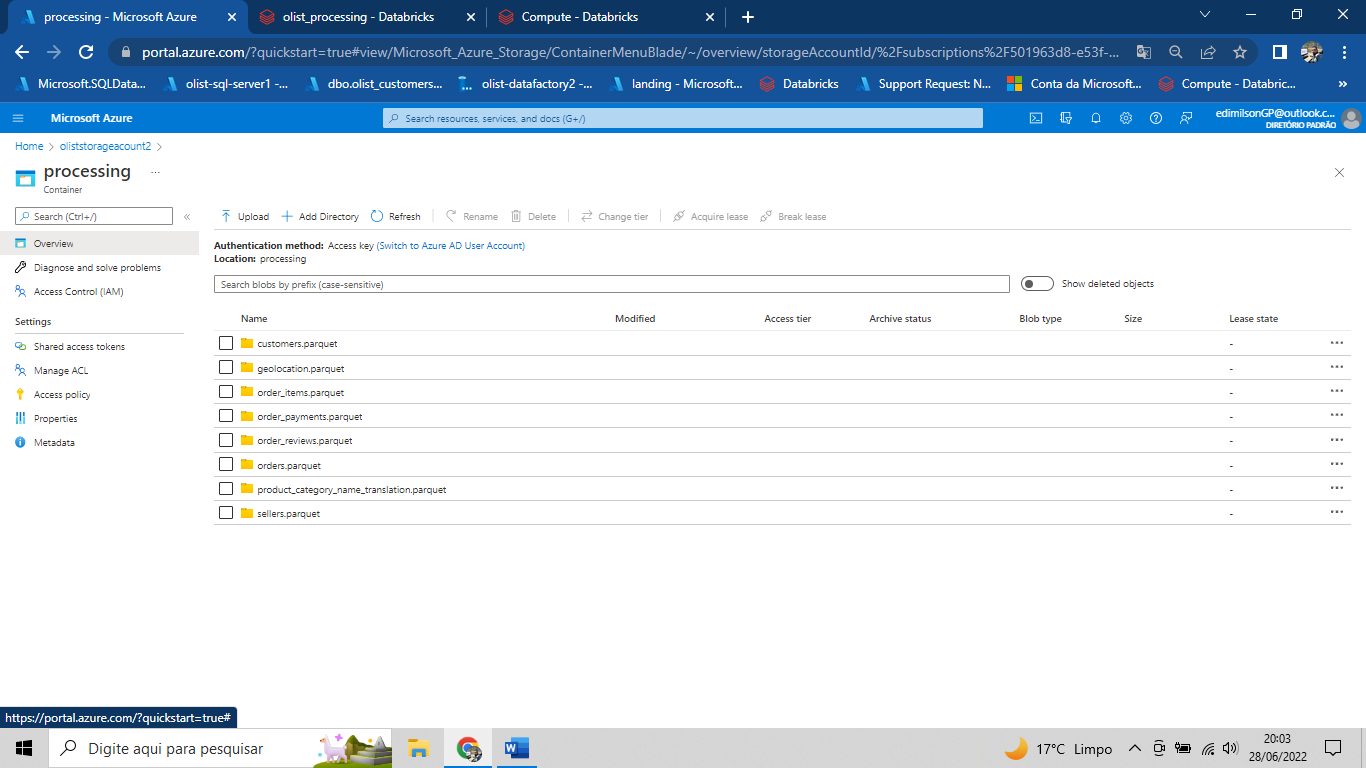 processing - Microsoft Azure
olist_processing - Databricks
Compute - Databricks
portal.azure.com/?quickstart=true#view/Microsoft_Azure_Storage/ContainerMenuBlade/~/overview/storageAccountId/%2Fsubscriptions%2F501963d8-e53f-...
Microsoft.SQLData...
olist-sql-server1 -...
dbo.olist_customers...
olist-datafactory2 -...
landing - Microsoft...
Databricks
Support Request: N...
Conta da Microsoft...
Compute - Databric...
Microsoft Azure
Search resources, services, and docs (G+/)
edimilsonGP@outlook.c...
DIRETÓRIO PADRÃO
Home
oliststorageacount2
processing
Container
Search (Ctrl+/)
Overview
Diagnose and solve problems
Access Control (IAM)
Settings
Shared access tokens
Manage ACL
Access policy
Properties
Metadata
Upload
Add Directory
Refresh
Rename
Delete
Change tier
Acquire lease
Break lease
Authentication method: Access key (Switch to Azure AD User Account)
Location: processing
Search blobs by prefix (case-sensitive)
Show deleted objects
Name Modified Access tier Archive status Blob type Size Lease state
customers.parquet -
geolocation.parquet -
order_items.parquet -
order_payments.parquet -
order_reviews.parquet -
orders.parquet -
product_category_name_translation.parquet -
sellers.parquet -
https://portal.azure.com/?quickstart=true#
Digite aqui para pesquisar
17°C Limpo
20:03
28/06/2022